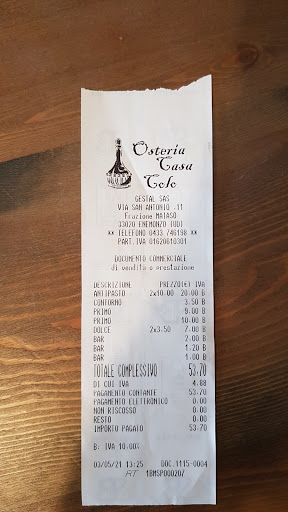 Osteria
Casa
Colo
GESTAL SAS
VIA SAN ANTONIO .11
Frazione MAIASO
33020 ENEMONZO (UD)
** TELEFONO 0433 746198 **
PART.IVA 01620610301
DOCUMENTO COMMERCIALE
di vendita o prestazione
DESCRIZIONE PREZZO(€) IVA
ANTIPASTO 2x10.00 20.00 B
CONTORNO 3.50 B
PRIMO 9.00 B
PRIMO 10.00 B
DOLCE 2x3.50 7.00 B
BAR 2.00 B
BAR 1.20 B
BAR 1.00 B
TOTALE COMPLESSIVO 53.70
DI CUI IVA 4.88
PAGAMENTO CONTANTE 53.70
PAGAMENTO ELETTRONICO 0.00
NON RISCOSSO 0.00
RESTO 0.00
IMPORTO PAGATO 53.70
B: IVA 10.00%
03/05/21 13:25 DOC.1115-0004
RT 18MSP000207